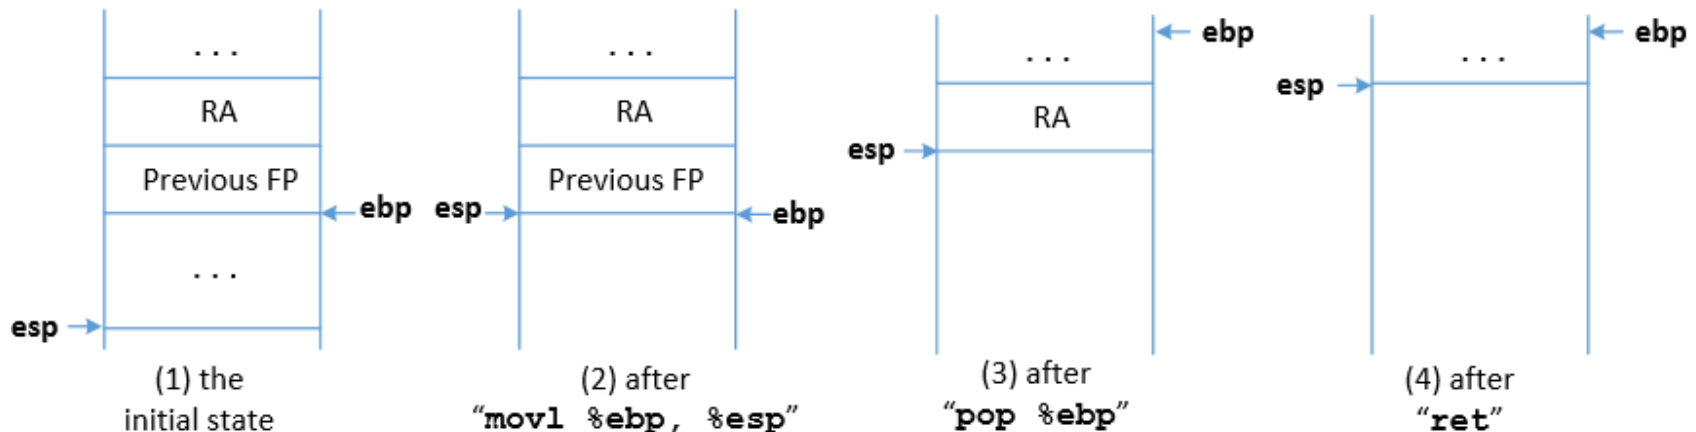 . . .
RA
Previous FP
ebp
. . .
esp
(1) the
initial state
. . .
RA
Previous FP
esp
ebp
(2) after
“movl %ebp, %esp”
ebp
. . .
RA
esp
(3) after
“pop %ebp”
ebp
. . .
esp
(4) after
“ret”